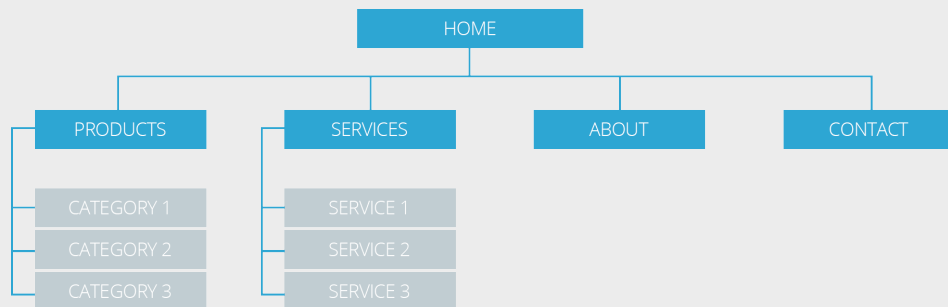 HOME
PRODUCTS
SERVICES
ABOUT
CONTACT
CATEGORY 1
SERVICE 1
CATEGORY 2
SERVICE 2
CATEGORY 3
SERVICE 3